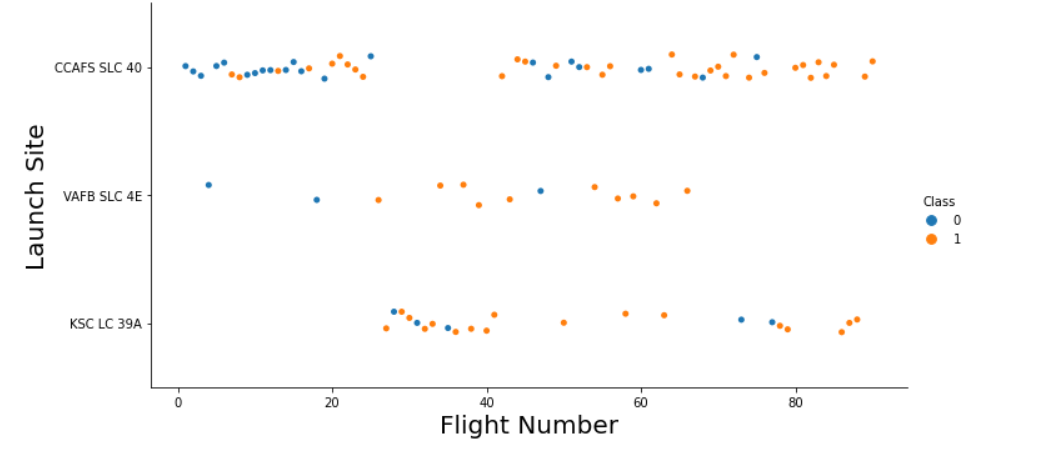 CCAFS SLC 40
VAFB SLC 4E
KSC LC 39A
Launch Site
0 20 40 60 80
Flight Number
Class
0
1